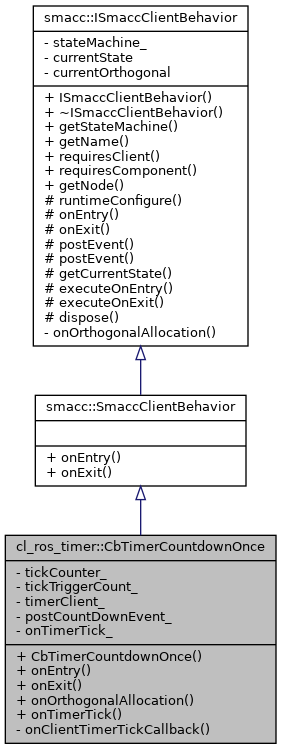 smacc::ISmaccClientBehavior
- stateMachine_
- currentState
- currentOrthogonal
+ ISmaccClientBehavior()
+ ~ISmaccClientBehavior()
+ getStateMachine()
+ getName()
+ requiresClient()
+ requiresComponent()
+ getNode()
# runtimeConfigure()
# onEntry()
# onExit()
# postEvent()
# postEvent()
# getCurrentState()
# executeOnEntry()
# executeOnExit()
# dispose()
- onOrthogonalAllocation()
smacc::SmaccClientBehavior
+ onEntry()
+ onExit()
cl_ros_timer::CbTimerCountdownOnce
- tickCounter_
- tickTriggerCount_
- timerClient_
- postCountDownEvent_
- onTimerTick_
+ CbTimerCountdownOnce()
+ onEntry()
+ onExit()
+ onOrthogonalAllocation()
+ onTimerTick()
- onClientTimerTickCallback()